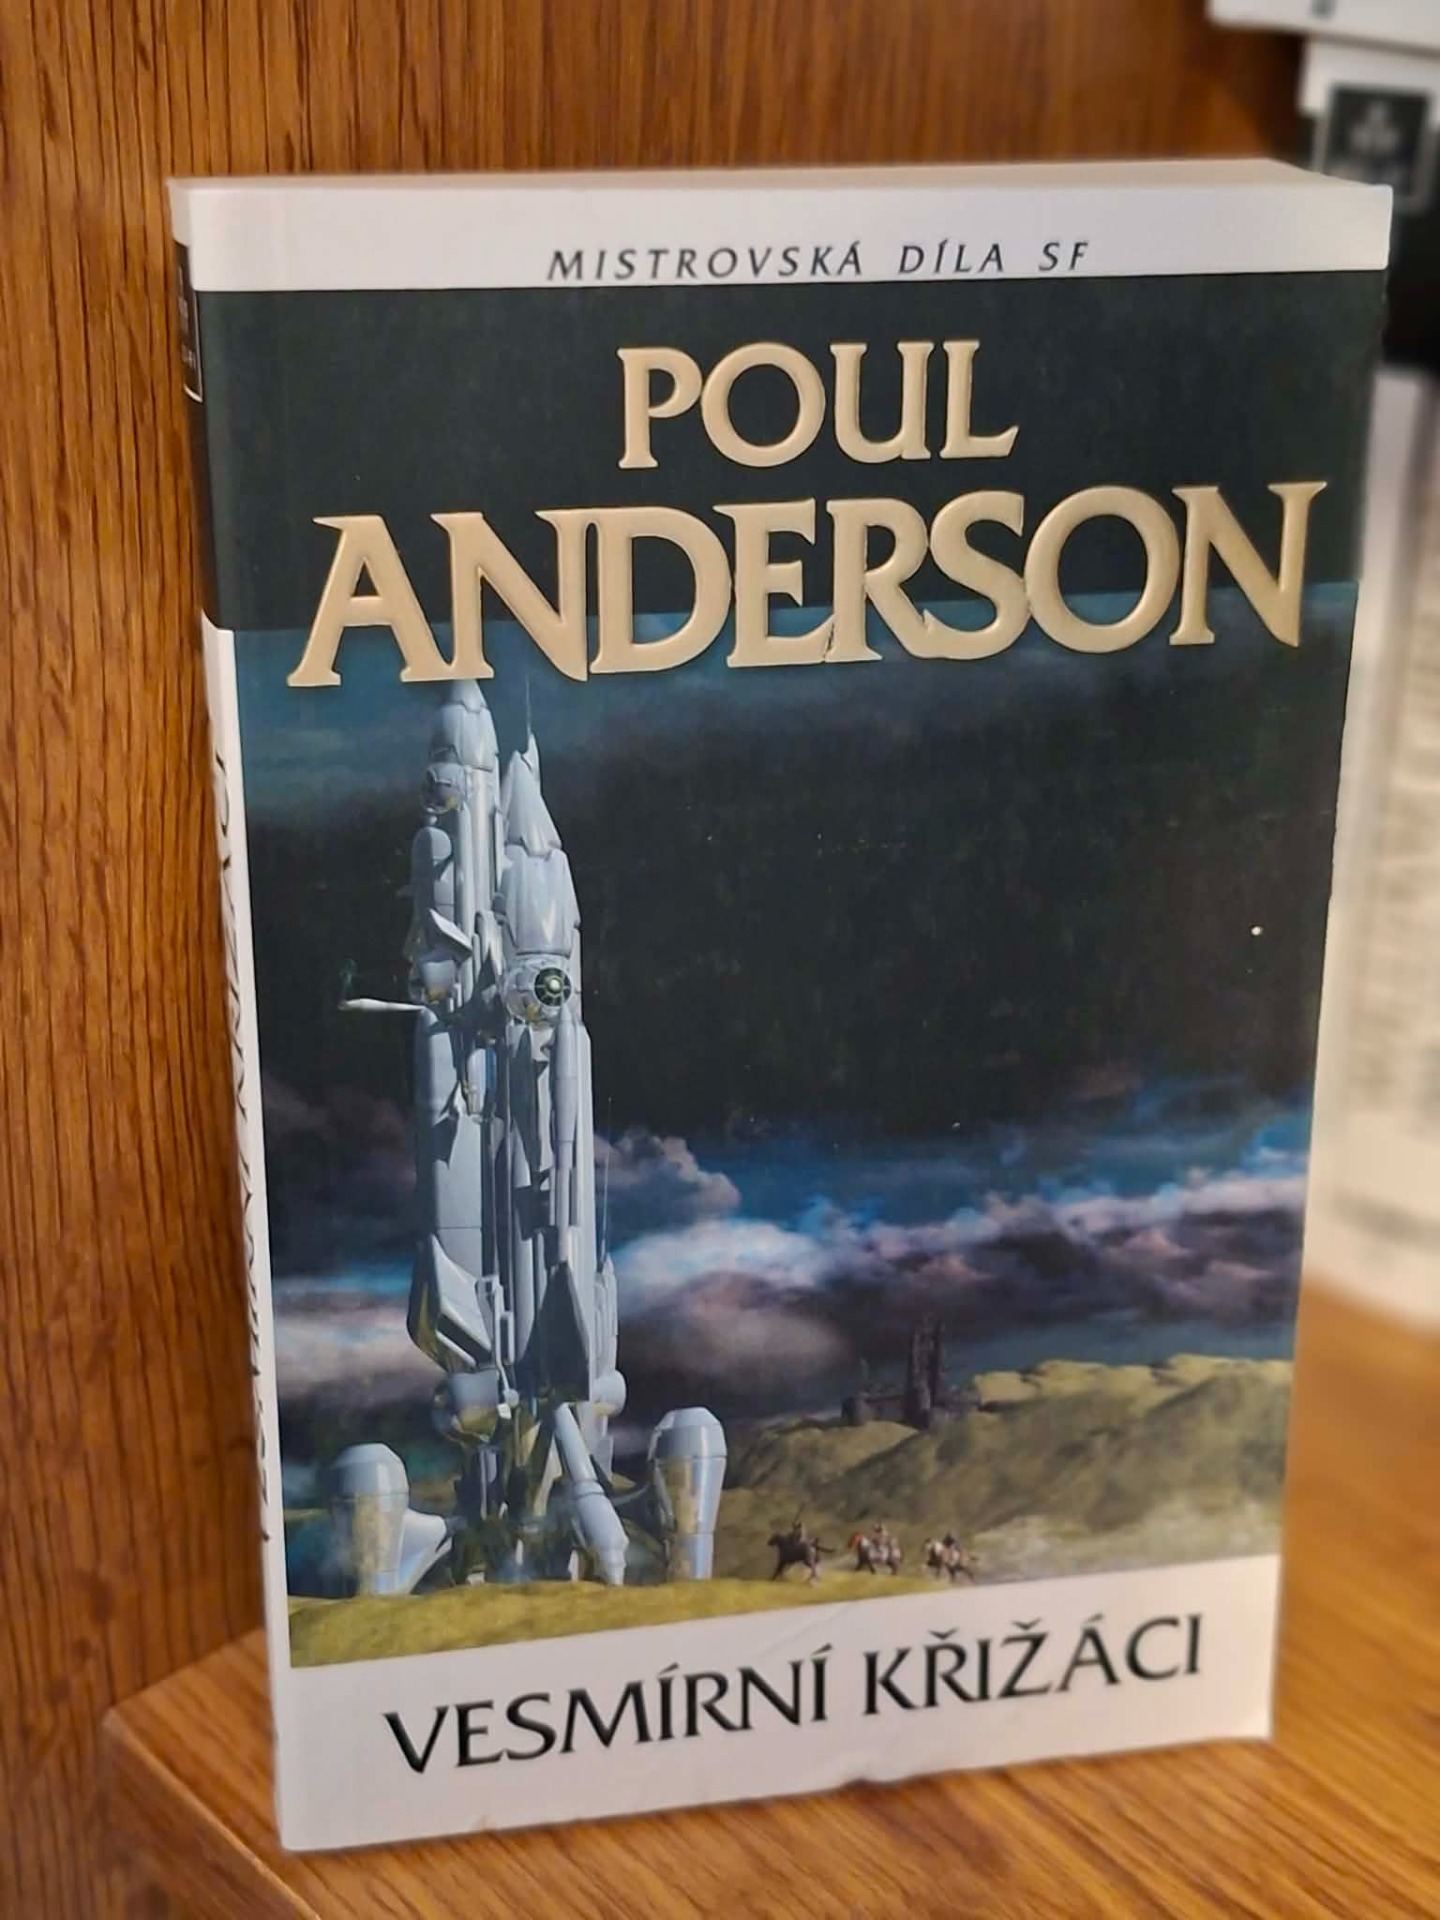 MISTROVSKÁ DÍLA SF
POUL
ANDERSON
VESMÍRNÍ KŘIŽÁCI